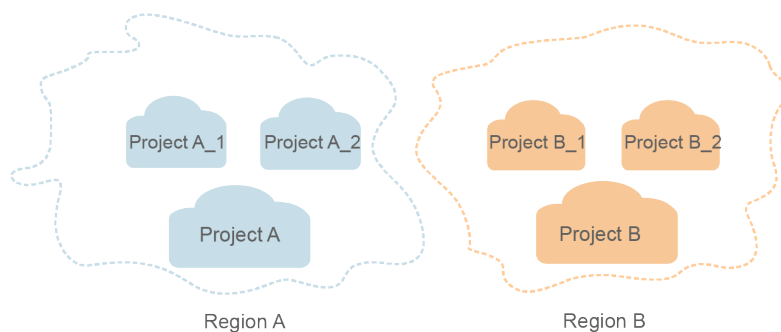 Project A_1
Project A_2
Project B_1
Project B_2
Project A
Project B
Region A
Region B